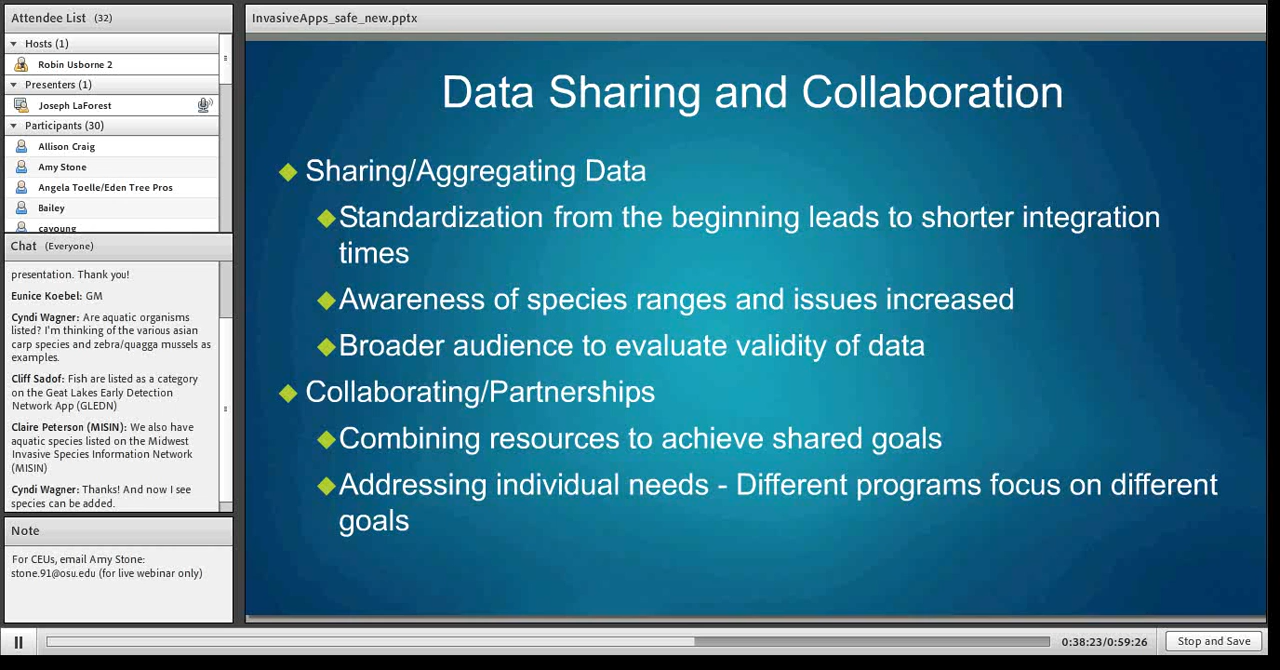 Attendee List (32)
Hosts (1)
Robin Usborne 2
Presenters (1)
Joseph LaForest
Participants (30)
Allison Craig
Amy Stone
Angela Toelle/Eden Tree Pros
Bailey
cayoung
Chat (Everyone)
presentation. Thank you!
Eunice Koebel: GM
Cyndi Wagner: Are aquatic organisms
listed? I'm thinking of the various asian
carp species and zebra/quagga mussels as
examples.
Cliff Sadof: Fish are listed as a category
on the Geat Lakes Early Detection
Network App (GLEDN)
Claire Peterson (MISIN): We also have
aquatic species listed on the Midwest
Invasive Species Information Network
(MISIN)
Cyndi Wagner: Thanks! And now I see
species can be added.
Note
For CEUs, email Amy Stone:
stone.91@osu.edu (for live webinar only)
InvasiveApps_safe_new.pptx
Data Sharing and Collaboration
Sharing/Aggregating Data
Standardization from the beginning leads to shorter integration
times
Awareness of species ranges and issues increased
Broader audience to evaluate validity of data
Collaborating/Partnerships
Combining resources to achieve shared goals
Addressing individual needs - Different programs focus on different
goals
0:38:23/0:59:26
Stop and Save